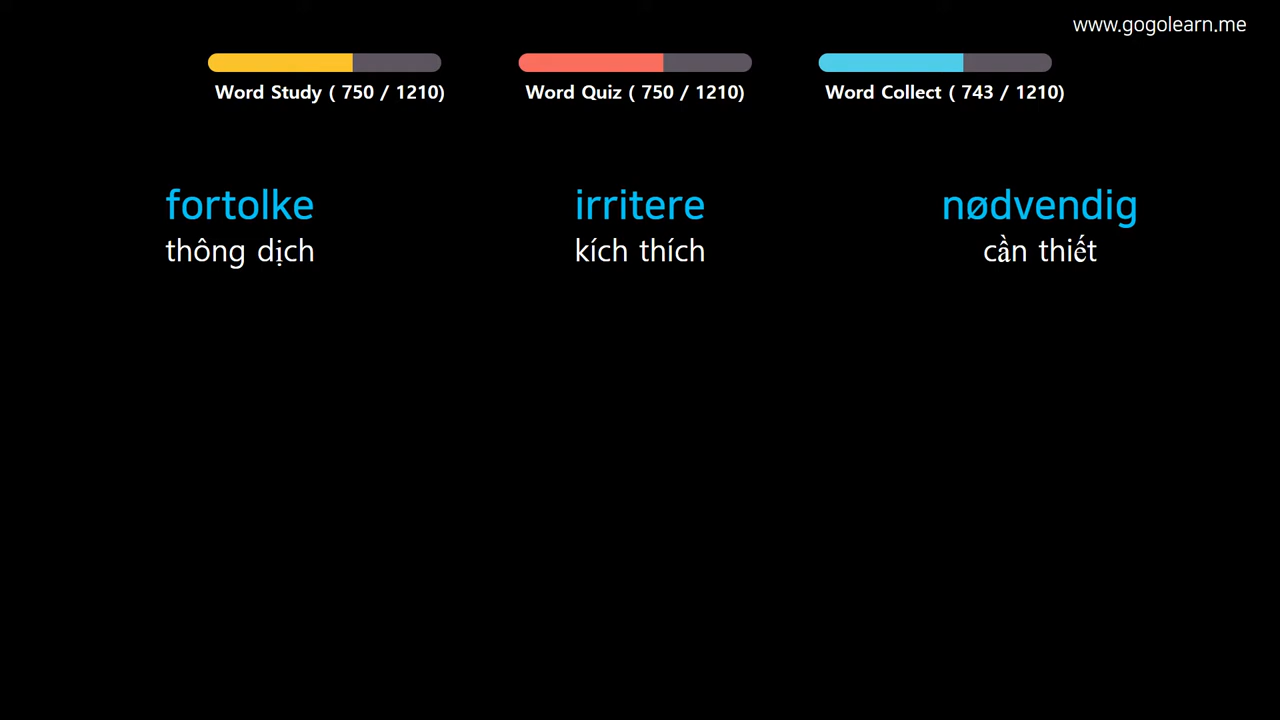 www.gogolearn.me
Word Study ( 750 / 1210)
Word Quiz ( 750 / 1210)
Word Collect ( 743 / 1210)
fortolke
thông dịch
irritere
kích thích
nødvendig
cần thiết